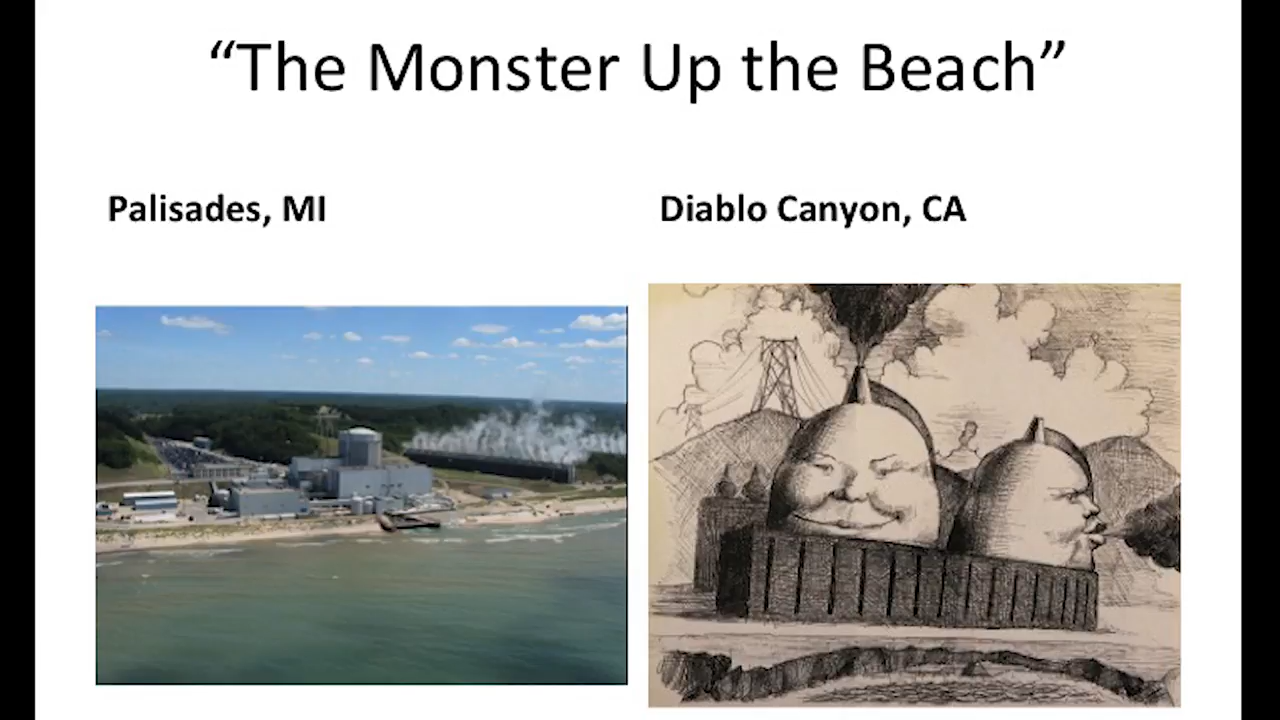 “The Monster Up the Beach”
Palisades, MI
Diablo Canyon, CA